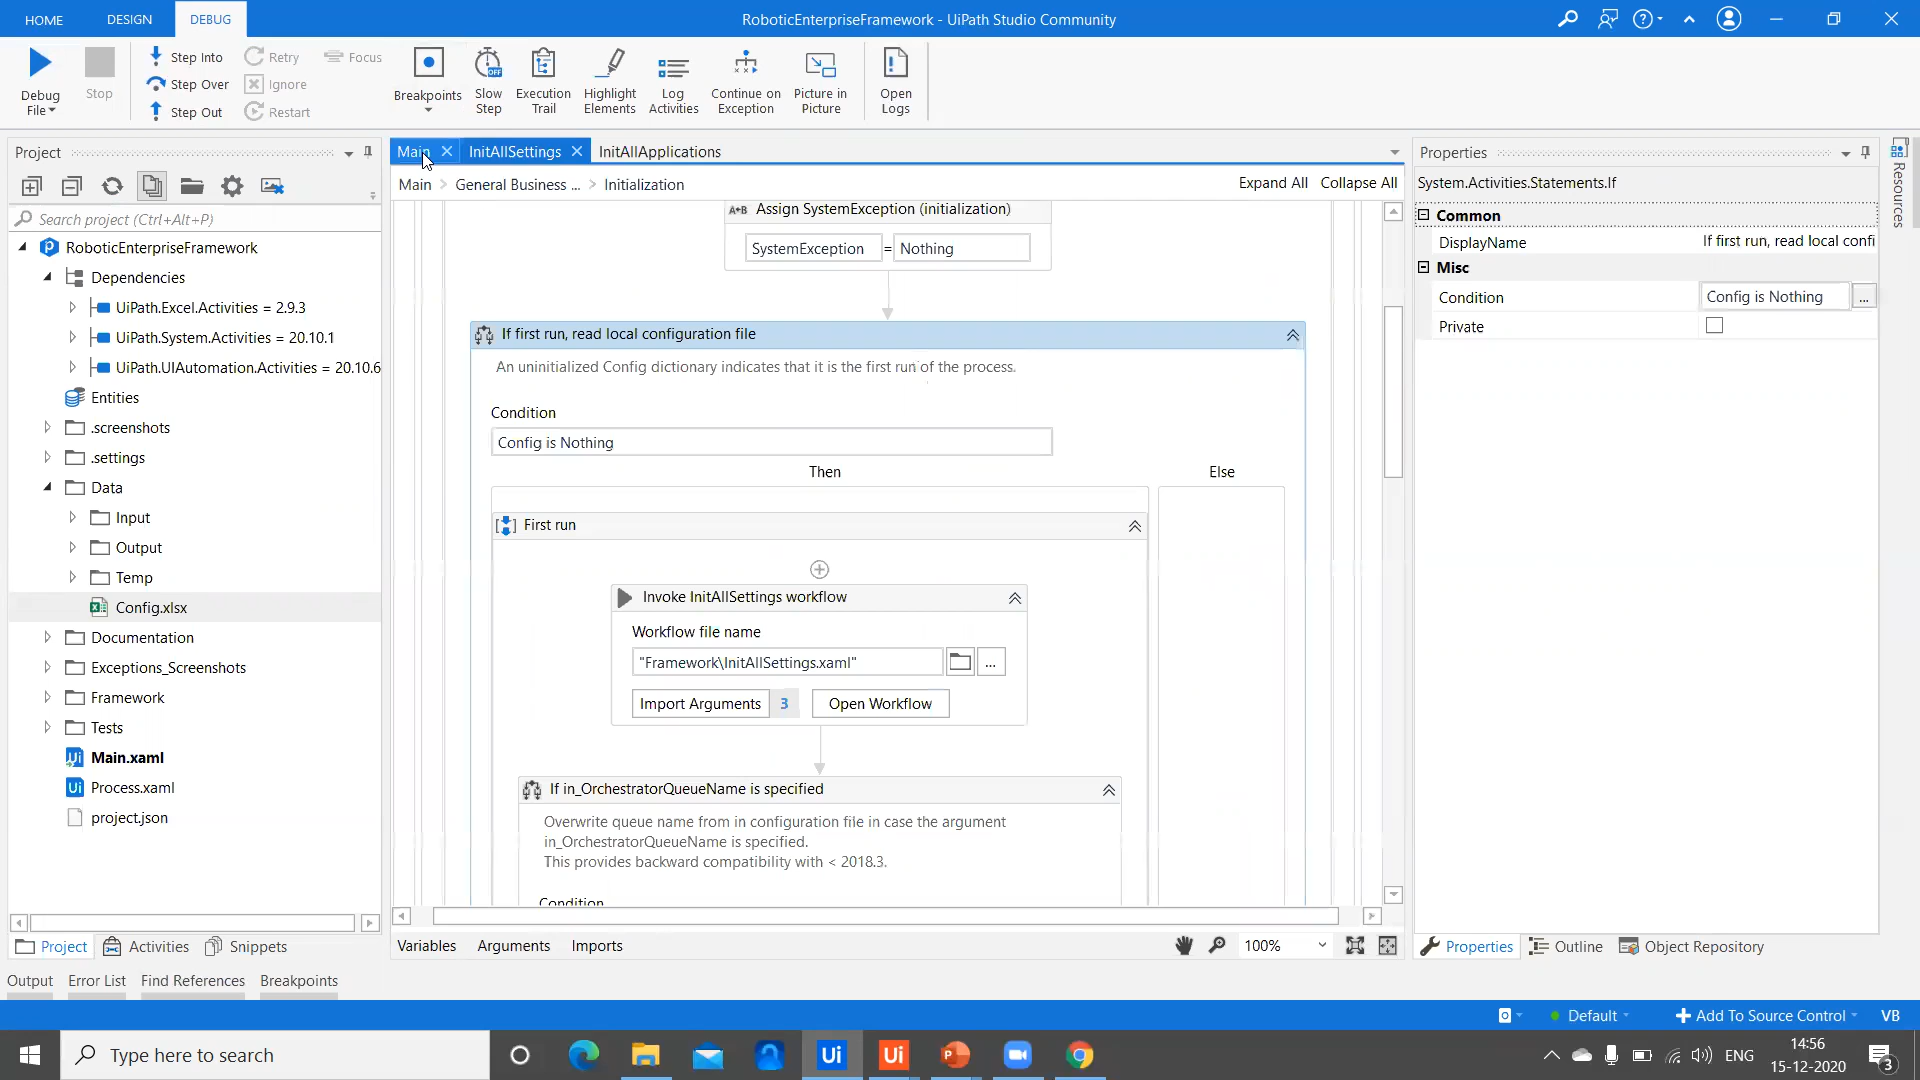 HOME DESIGN DEBUG RoboticEnterpriseFramework - UiPath Studio Community
Debug File
Stop
Step Into
Step Over
Step Out
Retry
Ignore
Restart
Focus
Breakpoints
Slow Step
OFF
Execution Trail
Highlight Elements
Log Activities
Continue on Exception
Picture in Picture
Open Logs
Project
Search project (Ctrl+Alt+P)
RoboticEnterpriseFramework
Dependencies
UiPath.Excel.Activities = 2.9.3
UiPath.System.Activities = 20.10.1
UiPath.UIAutomation.Activities = 20.10.6
Entities
.screenshots
.settings
Data
Input
Output
Temp
Config.xlsx
Documentation
Exceptions_Screenshots
Framework
Tests
Main.xaml
Process.xaml
project.json
Project Activities Snippets
Main InitAllSettings InitAllApplications
Main > General Business ... > Initialization
Expand All Collapse All
A+B Assign SystemException (initialization)
SystemException = Nothing
If first run, read local configuration file
An uninitialized Config dictionary indicates that it is the first run of the process.
Condition
Config is Nothing
Then Else
First run
Invoke InitAllSettings workflow
Workflow file name
"Framework\InitAllSettings.xaml" ...
Import Arguments 3 Open Workflow
If in_OrchestratorQueueName is specified
Overwrite queue name from in configuration file in case the argument
in_OrchestratorQueueName is specified.
This provides backward compatibility with < 2018.3.
Condition
Variables Arguments Imports 100%
Properties
System.Activities.Statements.If
Common
DisplayName If first run, read local confi
Misc
Condition Config is Nothing ...
Private
Properties Outline Object Repository
Resources
Output Error List Find References Breakpoints
Default Add To Source Control VB
Type here to search
ENG
14:56
15-12-2020
3